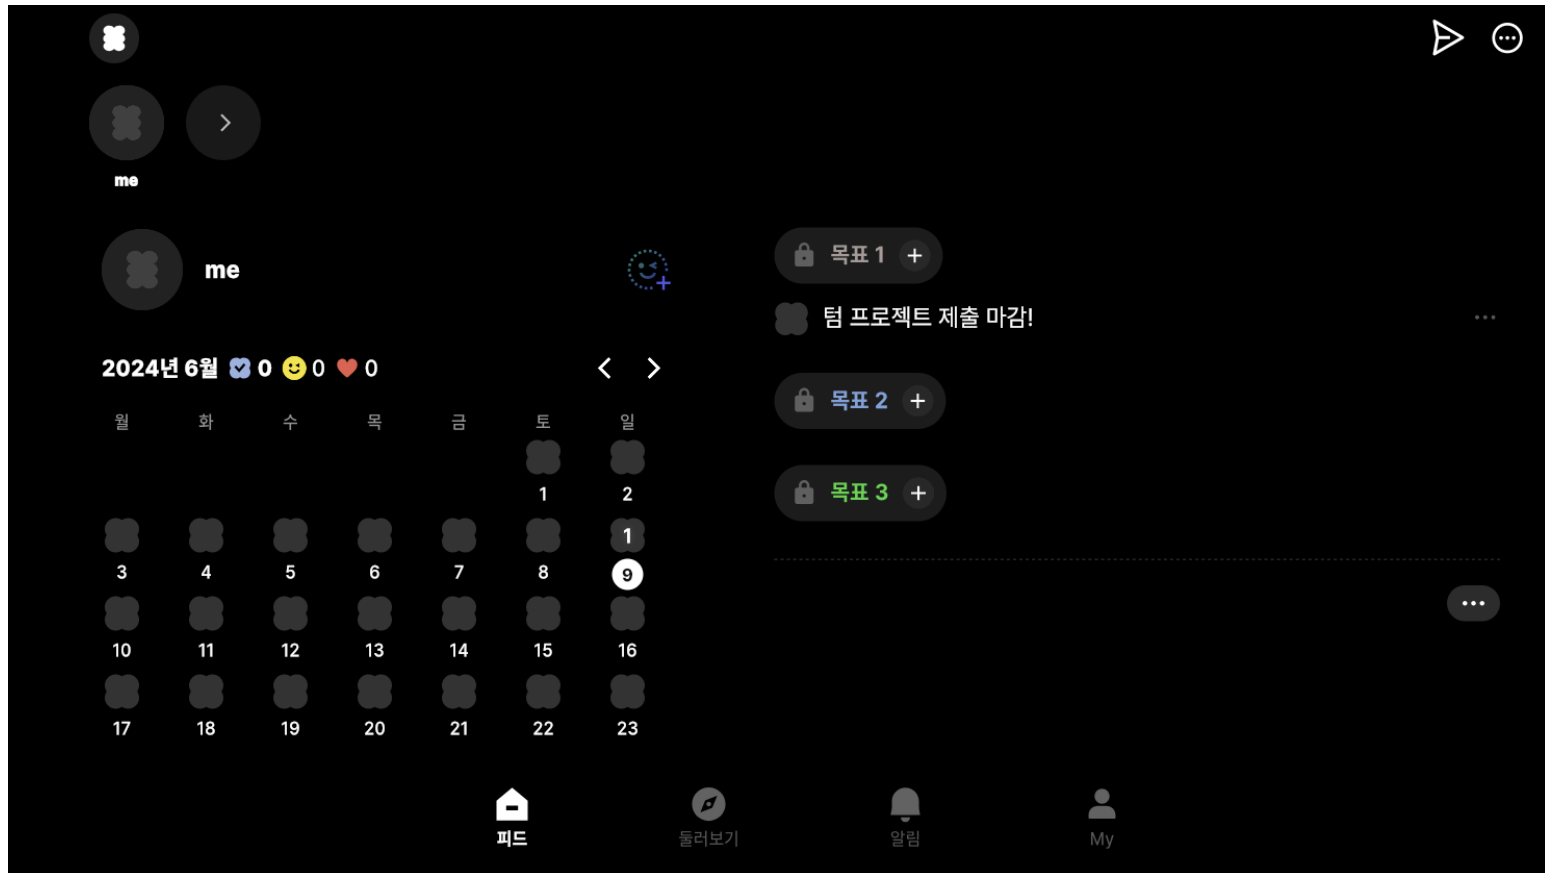 me
me
2024년 6월 0 0 0
월 화 수 목 금 토 일
1 2
1
3 4 5 6 7 8 9
10 11 12 13 14 15 16
17 18 19 20 21 22 23
목표 1 +
텀 프로젝트 제출 마감!
목표 2 +
목표 3 +
피드 둘러보기 알림 My